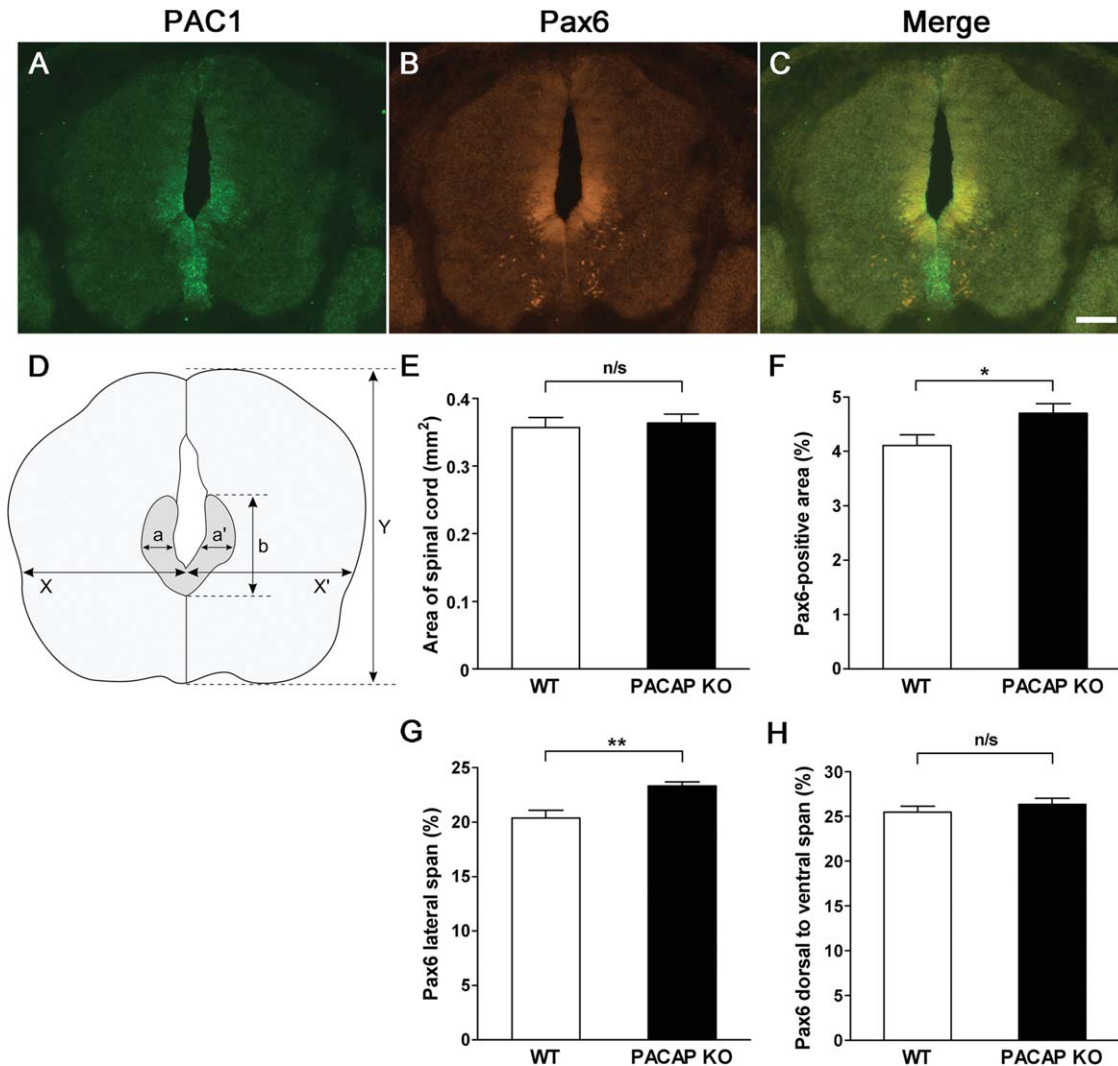 PAC1 Pax6 Merge
A B C
D
a a' b
X X' Y
E
n/s
Area of spinal cord (mm²)
0.4
0.3
0.2
0.1
0
WT PACAP KO
F
*
Pax6-positive area (%)
5
4
3
2
1
0
WT PACAP KO
G
**
Pax6 lateral span (%)
25
20
15
10
5
0
WT PACAP KO
H
n/s
Pax6 dorsal to ventral span (%)
30
25
20
15
10
5
0
WT PACAP KO